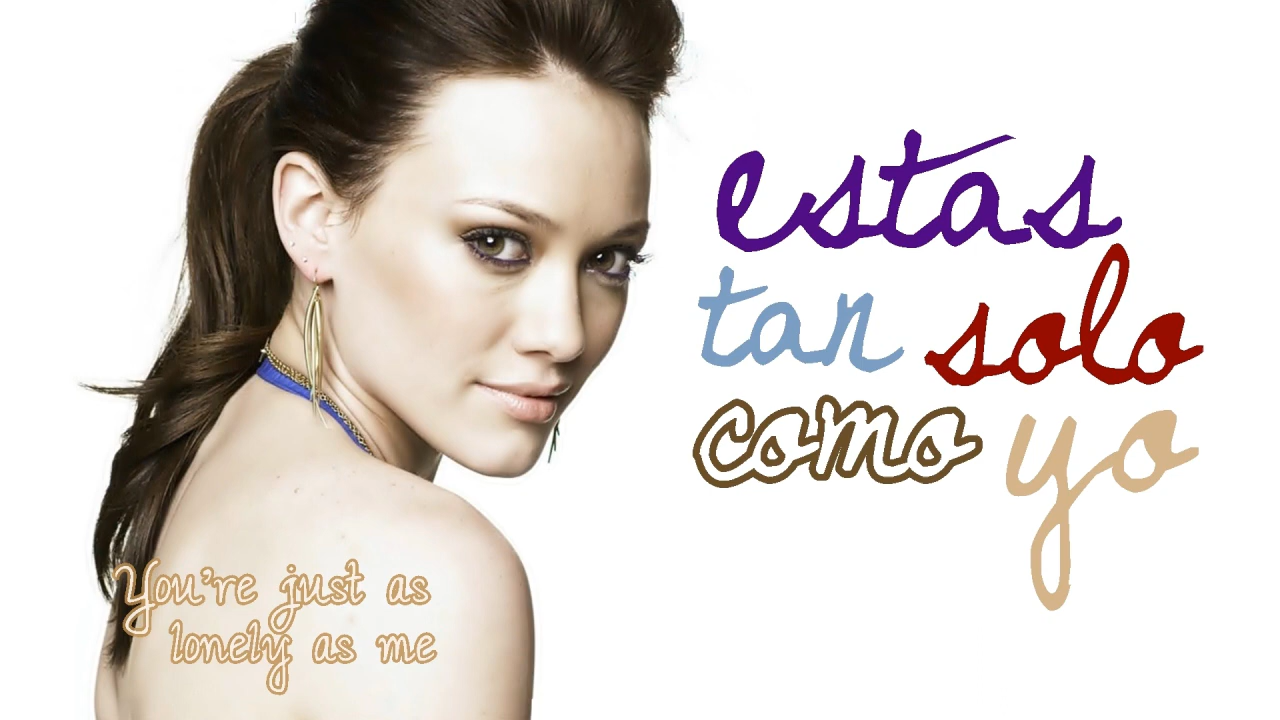 estas
tan solo
como yo
You're just as
lonely as me